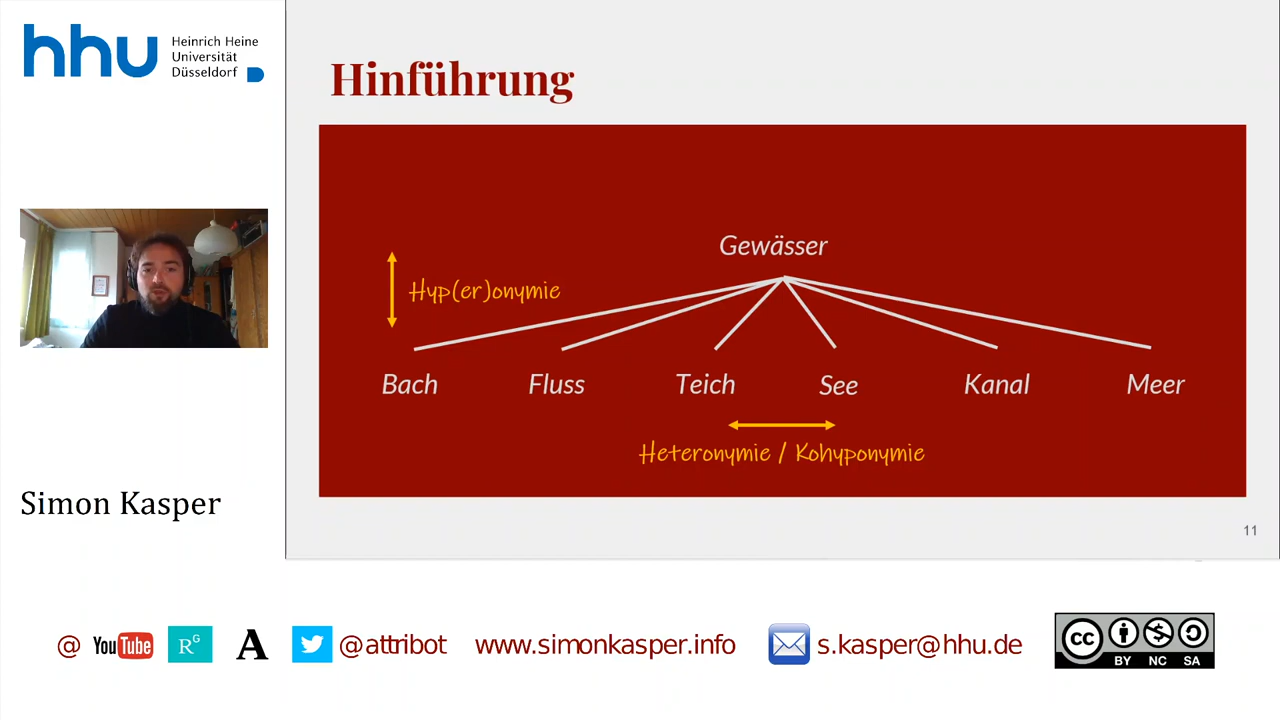 hhu
Heinrich Heine
Universität
Düsseldorf
Hinführung
Gewässer
Hyp(er)onymie
Bach Fluss Teich See Kanal Meer
Heteronymie / Kohyponymie
Simon Kasper
11
@ YouTube RG A @attribot www.simonkasper.info s.kasper@hhu.de
cc
BY NC SA